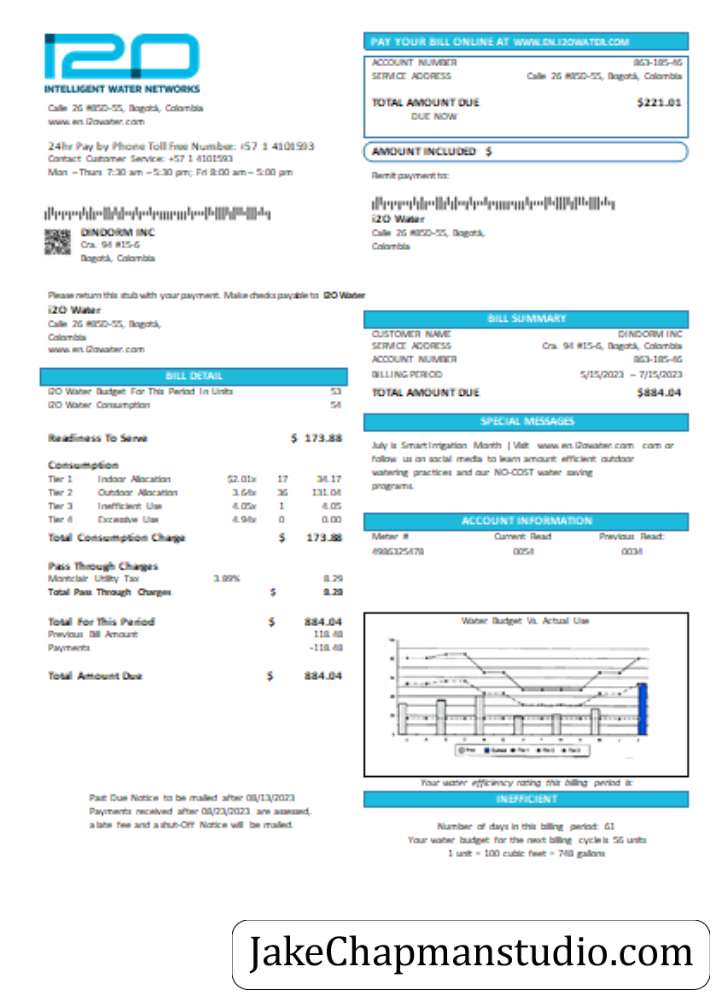 i2O
INTELLIGENT WATER NETWORKS
Calle 26 #85D-55, Bogotá, Colombia
www.en.i2owater.com
24hr Pay by Phone Toll Free Number: +57 1 4101593
Contact Customer Service: +57 1 4101593
Mon – Thurs 7:30 am – 5:30 pm; Fri 8:00 am – 5:00 pm
DINDORM INC
Cra. 94 #15-6
Bogotá, Colombia
PAY YOUR BILL ONLINE AT WWW.EN.I2OWATER.COM
ACCOUNT NUMBER 863-185-46
SERVICE ADDRESS Calle 26 #85D-55, Bogotá, Colombia
TOTAL AMOUNT DUE $221.01
DUE NOW
AMOUNT INCLUDED $
Remit payment to:
i2O Water
Calle 26 #85D-55, Bogotá,
Colombia
Please return this stub with your payment. Make checks payable to I2O Water
i2O Water
Calle 26 #85D-55, Bogotá,
Colombia
www.en.i2owater.com
BILL DETAIL
I2O Water Budget For This Period In Units 53
I2O Water Consumption 54
Readiness To Serve $ 173.88
Consumption
Tier 1 Indoor Allocation $2.01x 17 34.17
Tier 2 Outdoor Allocation 3.64x 36 131.04
Tier 3 Inefficient Use 4.05x 1 4.05
Tier 4 Excessive Use 4.94x 0 0.00
Total Consumption Charge $ 173.88
Pass Through Charges
Montclair Utility Tax 3.89% 8.29
Total Pass Through Charges $ 8.29
Total For This Period $ 884.04
Previous Bill Amount 118.48
Payments -118.48
Total Amount Due $ 884.04
Past Due Notice to be mailed after 08/13/2023
Payments received after 08/23/2023 are assessed,
a late fee and a shut-Off Notice will be mailed.
BILL SUMMARY
CUSTOMER NAME DINDORM INC
SERVICE ADDRESS Cra. 94 #15-6, Bogotá, Colombia
ACCOUNT NUMBER 863-185-46
BILLING PERIOD 5/15/2023 – 7/15/2023
TOTAL AMOUNT DUE $884.04
SPECIAL MESSAGES
July is Smart Irrigation Month | Visit www.en.i2owater.com com or
follow us on social media to learn amount efficient outdoor
watering practices and our NO-COST water saving
programs.
ACCOUNT INFORMATION
Meter # Current Read Previous Read:
4986325478 0054 0034
Water Budget Vs. Actual Use
Your water efficiency rating this billing period is:
INEFFICIENT
Number of days in this billing period: 61
Your water budget for the next billing cycle is 56 units
1 unit = 100 cubic feet = 748 gallons
JakeChapmanstudio.com